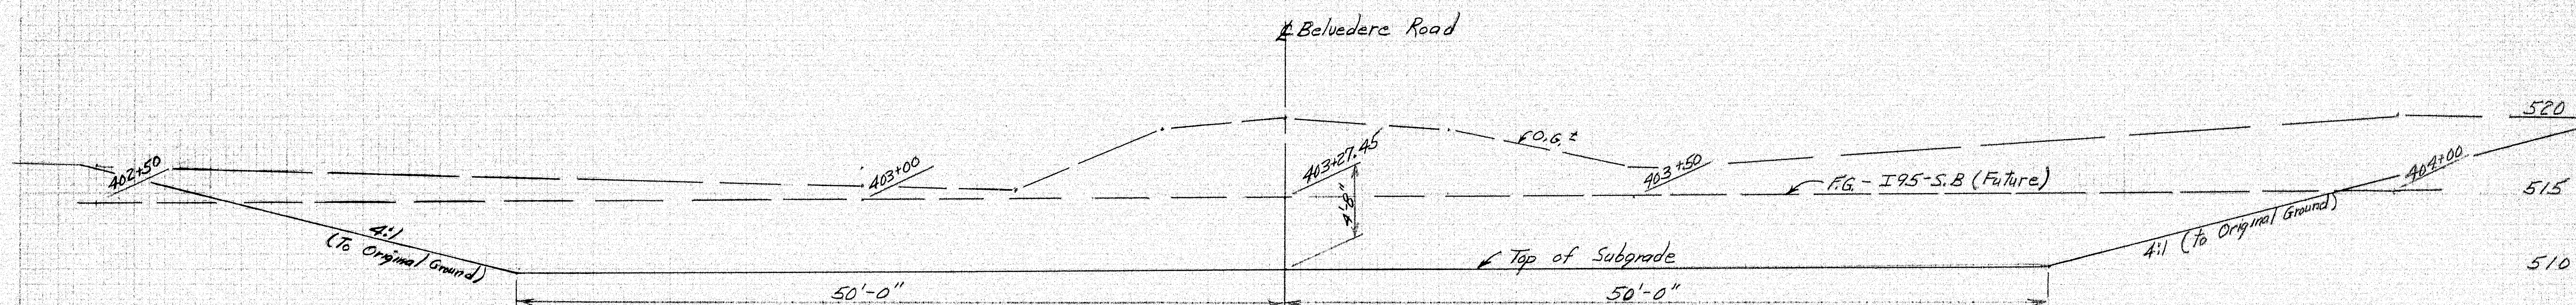 ℄ Belvedere Road
520
O.G. ±
402+50
403+00
403+27.45
403+50
404+00
F.G. - I95-S.B (Future)
515
4'-8"
4:1
(To Original Ground)
4:1 (To Original Ground)
Top of Subgrade
510
50'-0"
50'-0"